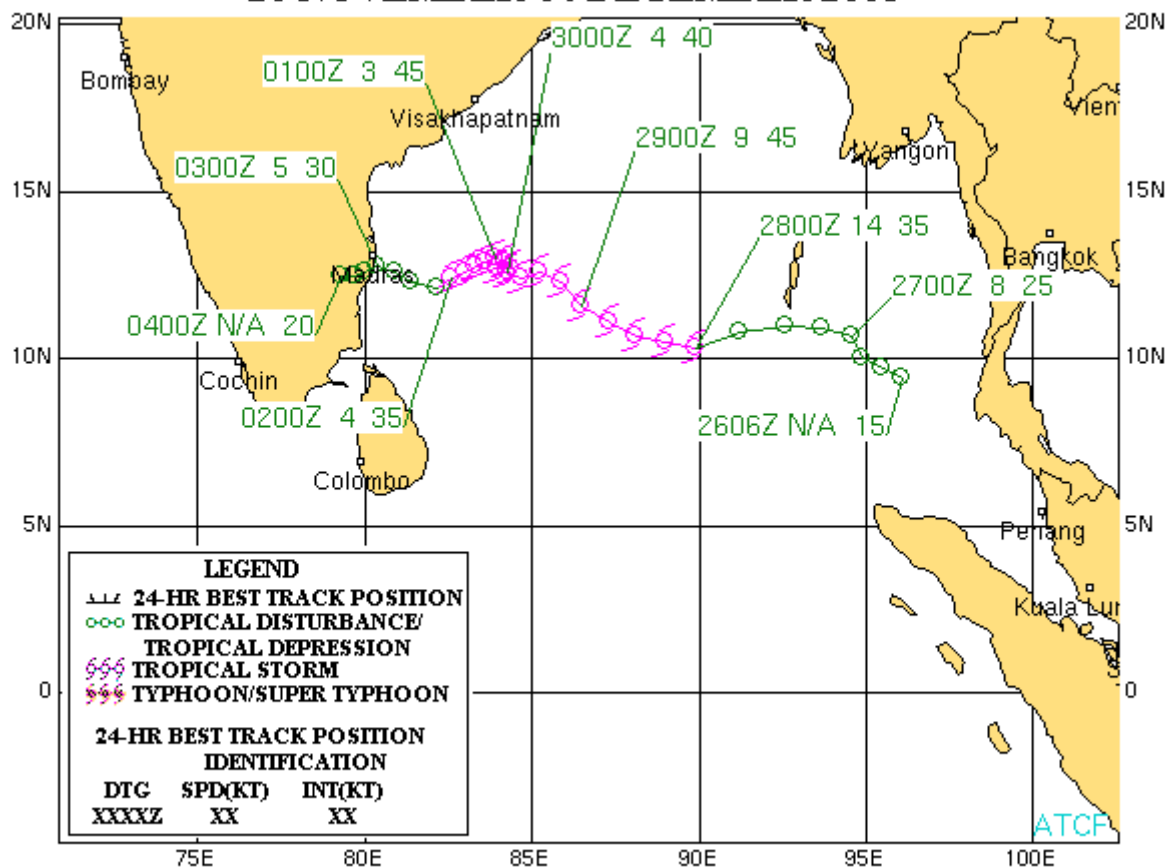 20N
20N
3000Z 4 40
0100Z 3 45
Bombay
Vient
Visakhapatnam
2900Z 9 45
Yangon
0300Z 5 30
15N
15N
2800Z 14 35
Bangkok
Madras
2700Z 8 25
0400Z N/A 20
10N
10N
Cochin
0200Z 4 35
2606Z N/A 15
Colombo
5N
5N
Penang
LEGEND
24-HR BEST TRACK POSITION
Kuala Lur
TROPICAL DISTURBANCE/
TROPICAL DEPRESSION
TROPICAL STORM
0
0
TYPHOON/SUPER TYPHOON
24-HR BEST TRACK POSITION
IDENTIFICATION
DTG SPD(KT) INT(KT)
XXXXZ XX XX
ATCF
75E
80E
85E
90E
95E
100E